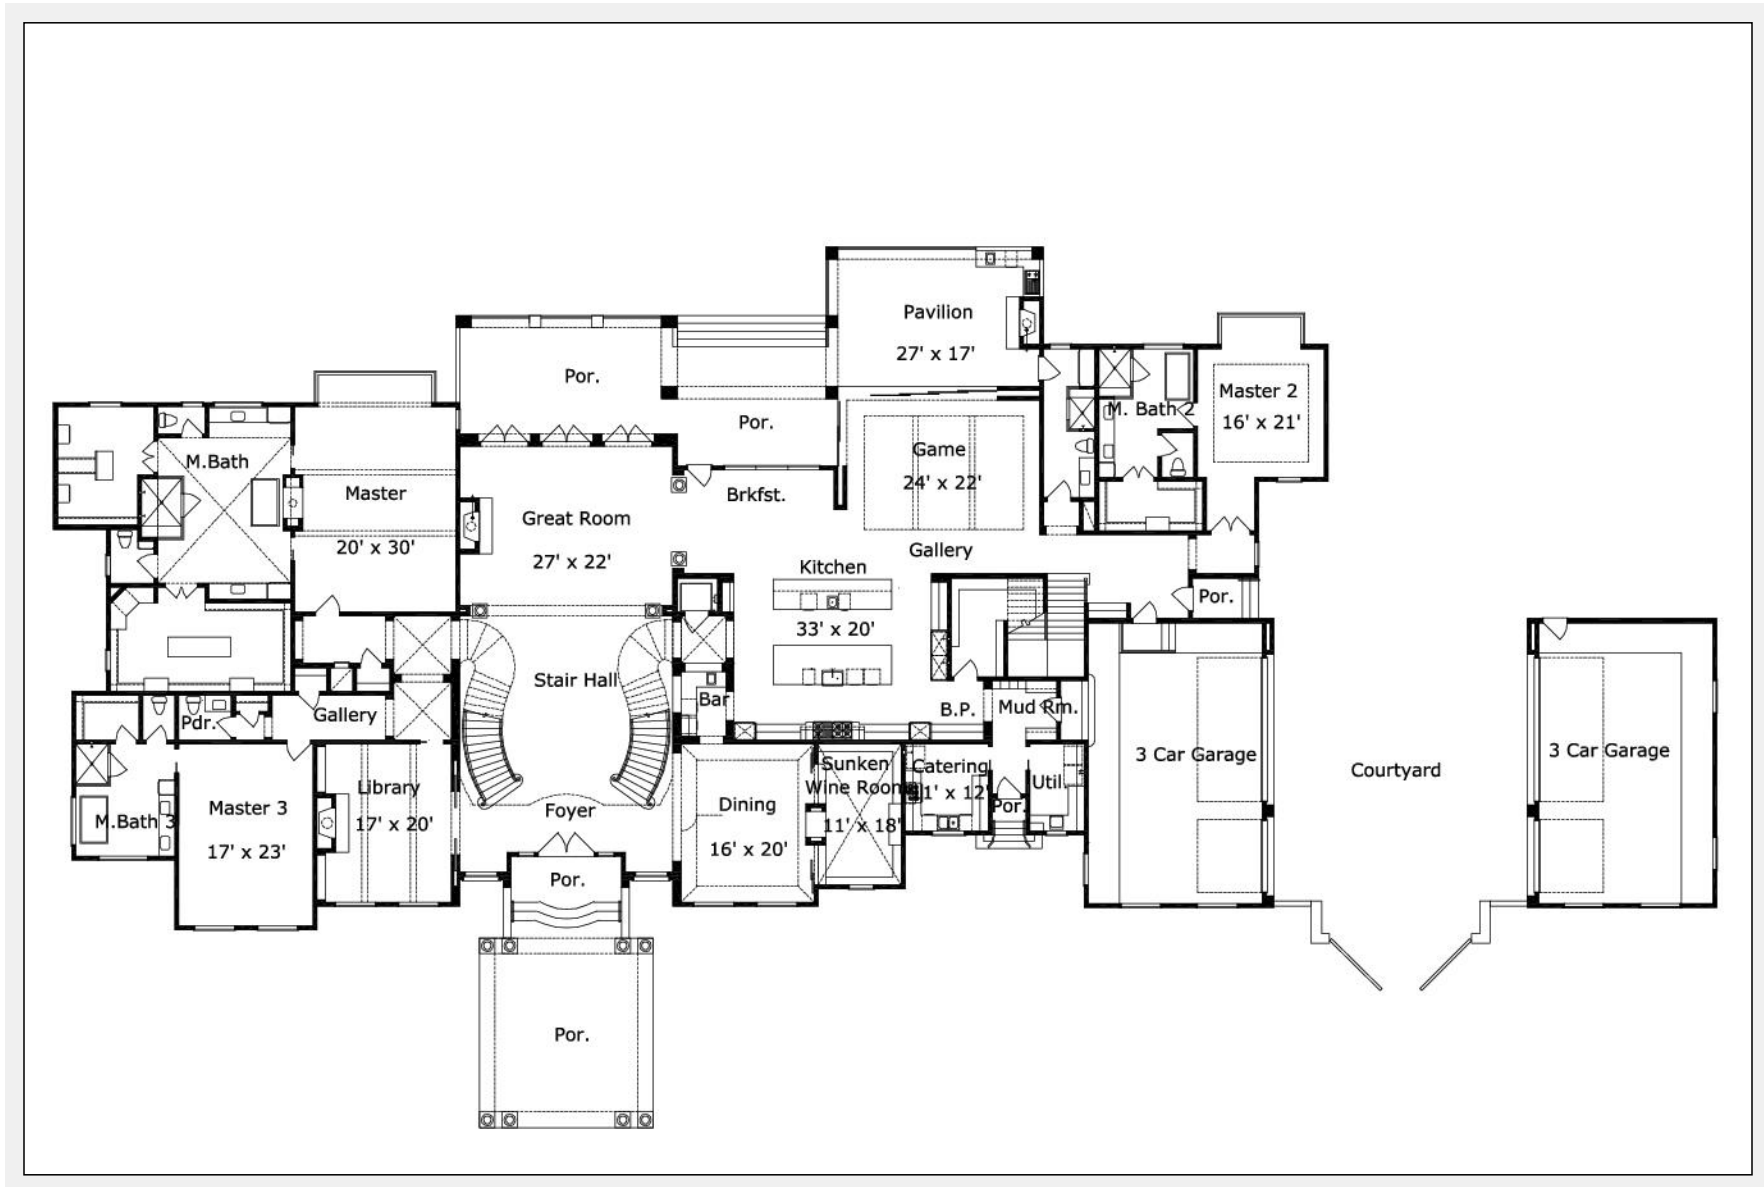 Pavilion
27' x 17'
Por.
Master 2
16' x 21'
M. Bath 2
Por.
Game
24' x 22'
M.Bath
Master
20' x 30'
Brkfst.
Great Room
27' x 22'
Gallery
Kitchen
33' x 20'
Por.
Stair Hall
Bar
Gallery
Pdr.
B.P.
Mud Rm.
3 Car Garage
Courtyard
3 Car Garage
Sunken
Wine Room
11' x 18'
Catering
11' x 12'
Util.
Por.
Library
17' x 20'
Master 3
17' x 23'
M.Bath 3
Foyer
Dining
16' x 20'
Por.
Por.